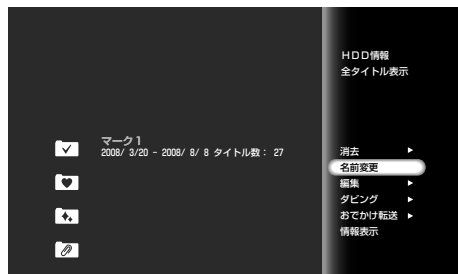 マーク1
2008/ 3/20 - 2008/ 8/ 8 タイトル数： 27
HDD情報
全タイトル表示
消去
名前変更
編集
ダビング
おでかけ転送
情報表示